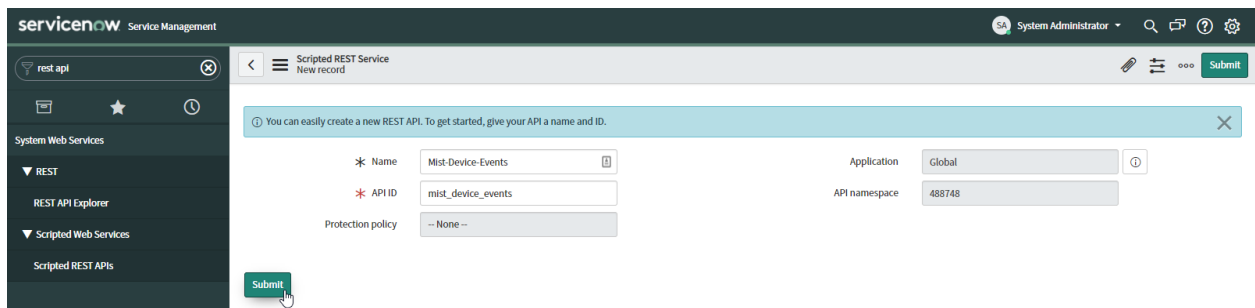 servicenow Service Management
SA System Administrator
rest api
Scripted REST Service
New record
Submit
You can easily create a new REST API. To get started, give your API a name and ID.
System Web Services
Name Mist-Device-Events Application Global
REST
API ID mist_device_events API namespace 488748
REST API Explorer
Protection policy -- None --
Scripted Web Services
Scripted REST APIs
Submit